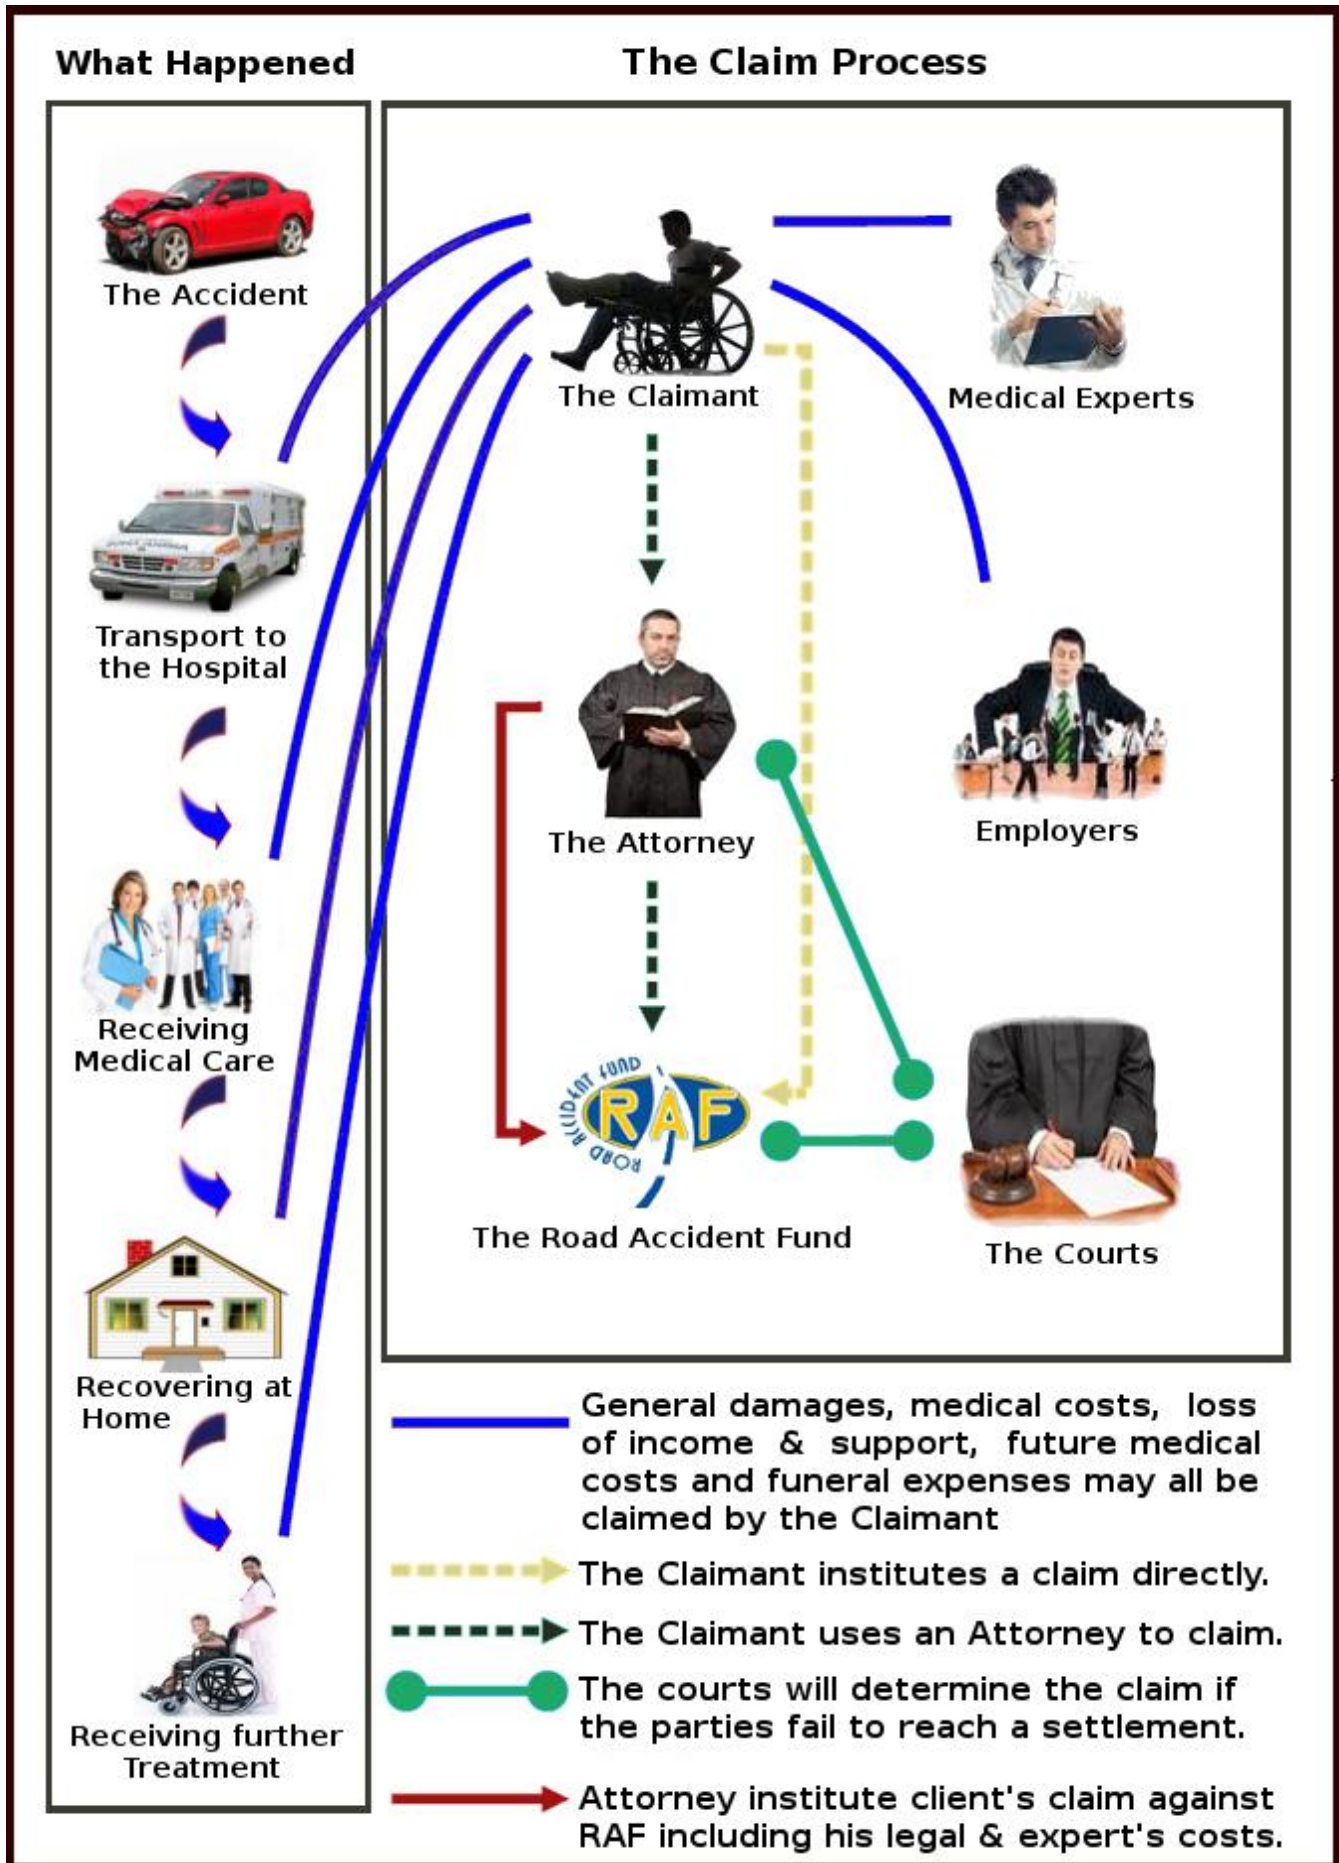 What Happened
The Claim Process
The Accident
Transport to
the Hospital
Receiving
Medical Care
Recovering at
Home
Receiving further
Treatment
The Claimant
Medical Experts
The Attorney
Employers
ROAD ACCIDENT FUND
RAF
The Road Accident Fund
The Courts
General damages, medical costs, loss
of income & support, future medical
costs and funeral expenses may all be
claimed by the Claimant
The Claimant institutes a claim directly.
The Claimant uses an Attorney to claim.
The courts will determine the claim if
the parties fail to reach a settlement.
Attorney institute client's claim against
RAF including his legal & expert's costs.